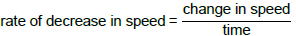 rate of decrease in speed = change in speed
time